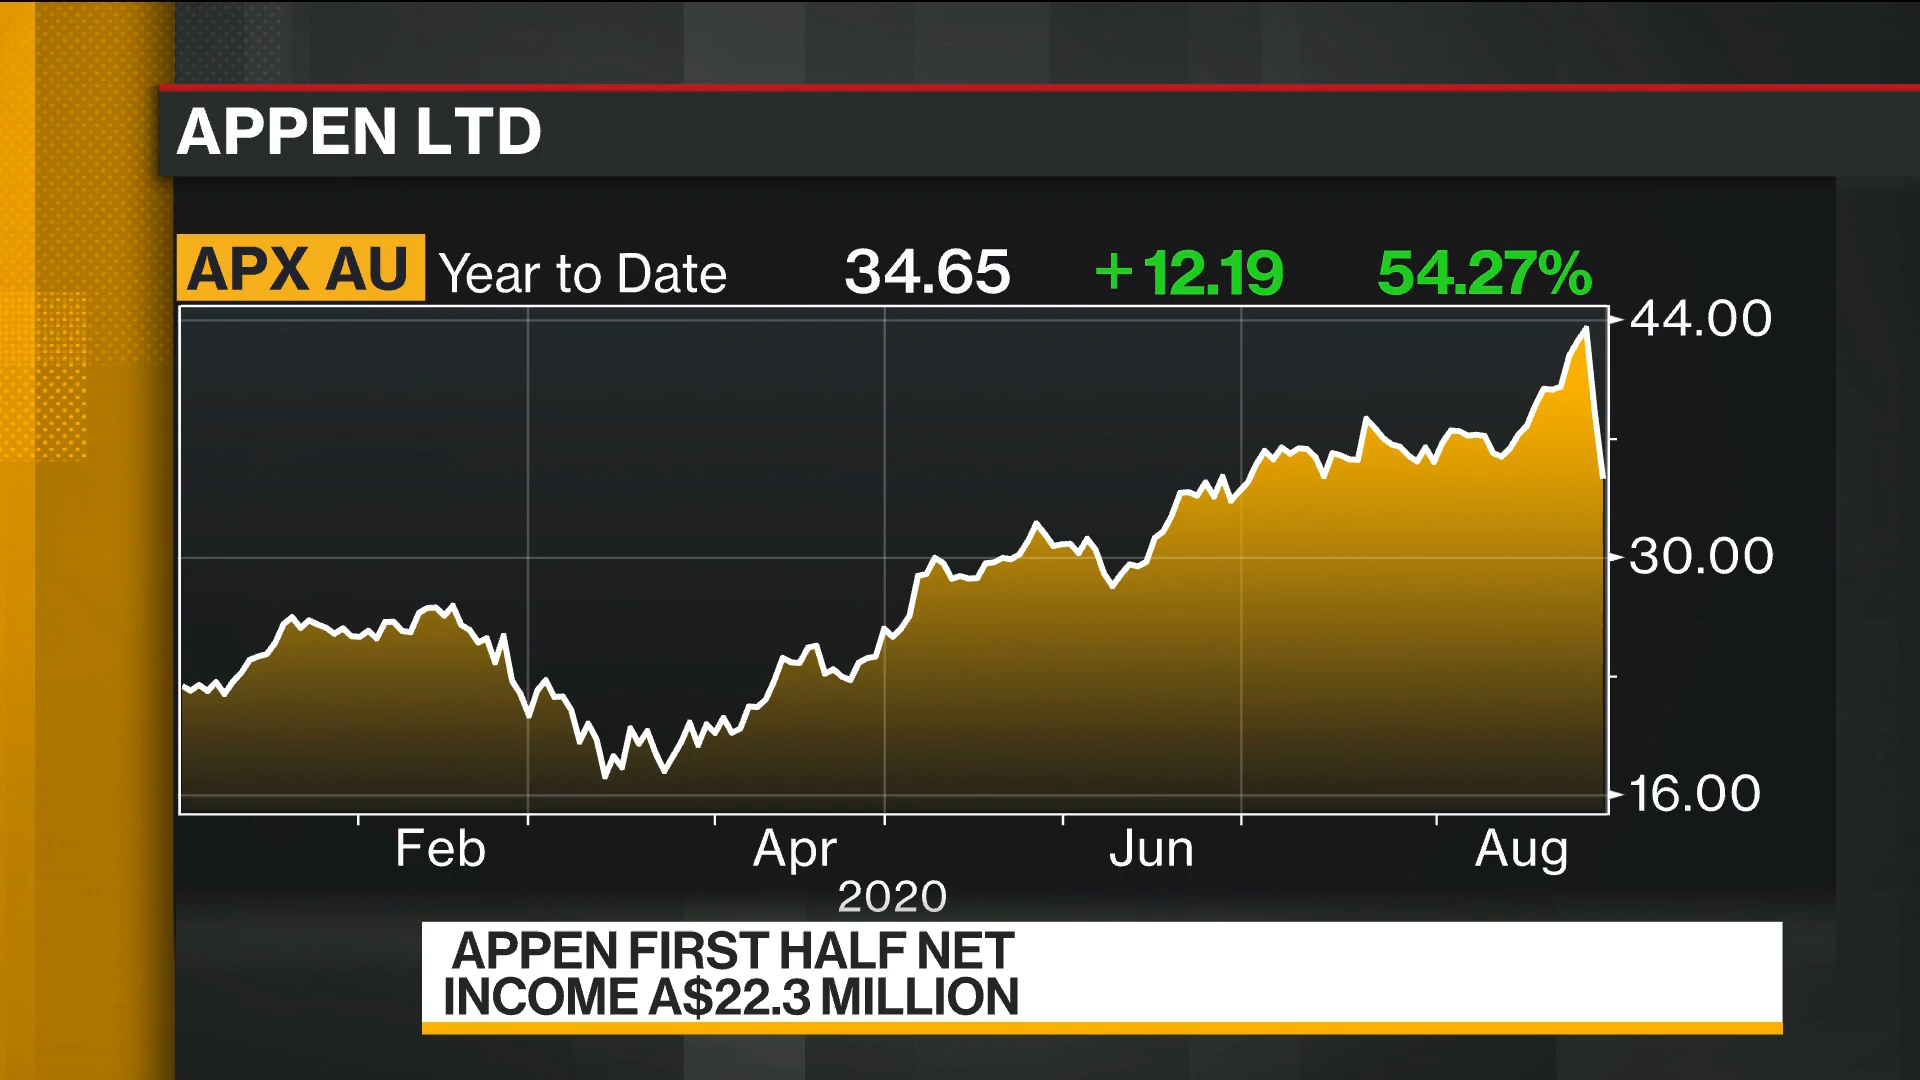 APPEN LTD
APX AU Year to Date 34.65 +12.19 54.27%
44.00
30.00
16.00
Feb Apr Jun Aug
2020
APPEN FIRST HALF NET
INCOME A$22.3 MILLION